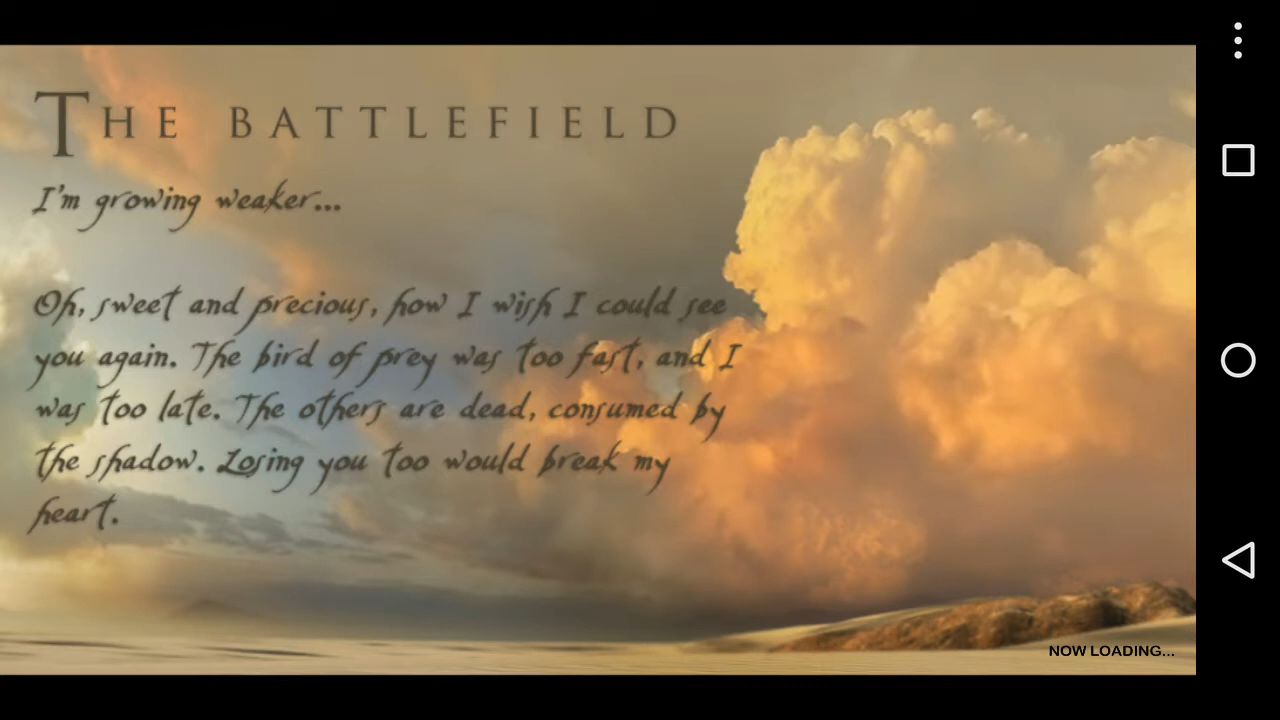 THE BATTLEFIELD
I'm growing weaker...
Oh, sweet and precious, how I wish I could see
you again. The bird of prey was too fast, and I
was too late. The others are dead, consumed by
the shadow. Losing you too would break my
heart.
NOW LOADING...